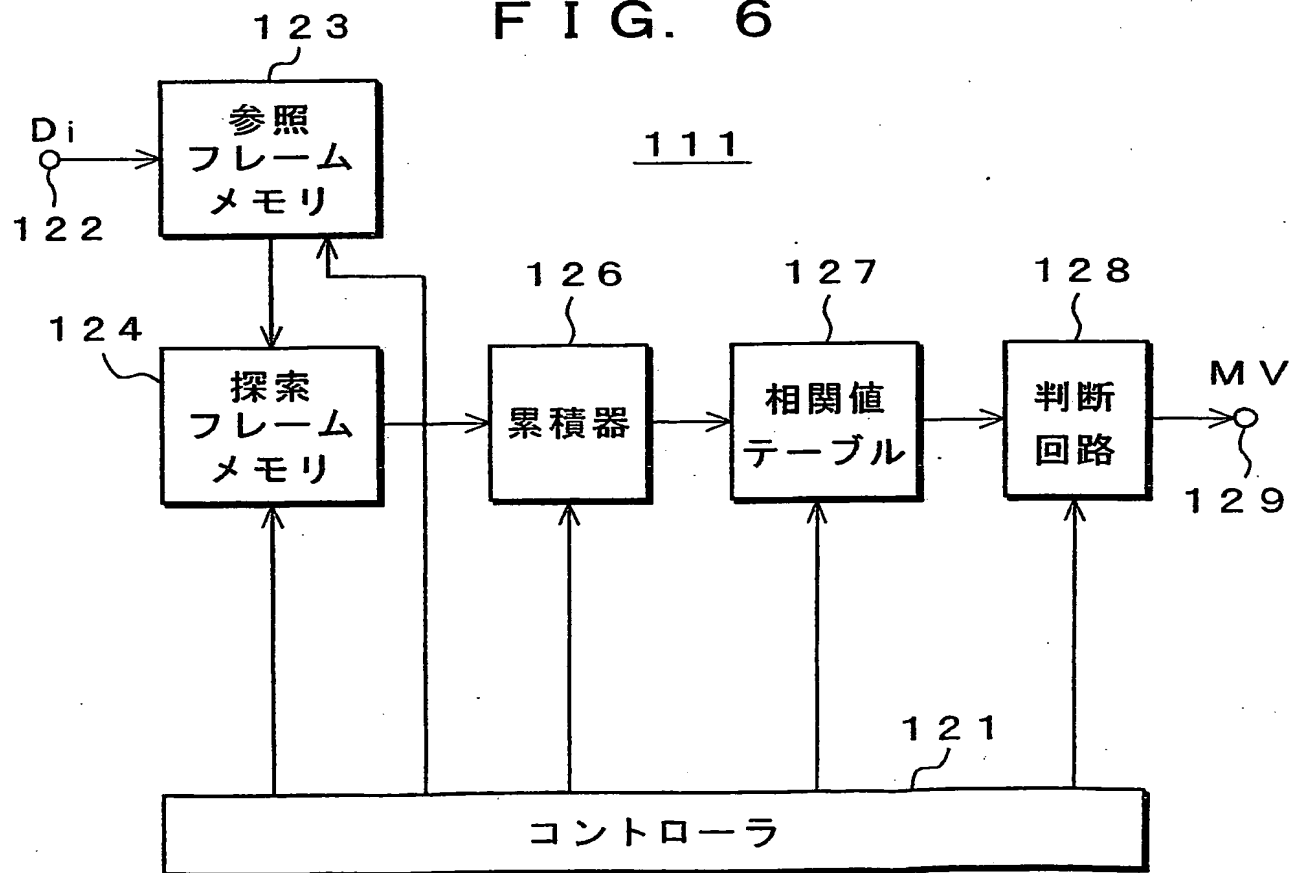 FIG. 6
123
参照
フレーム
メモリ
Di
122
111
124
探索
フレーム
メモリ
126
累積器
127
相関値
テーブル
128
判断
回路
MV
129
121
コントローラ